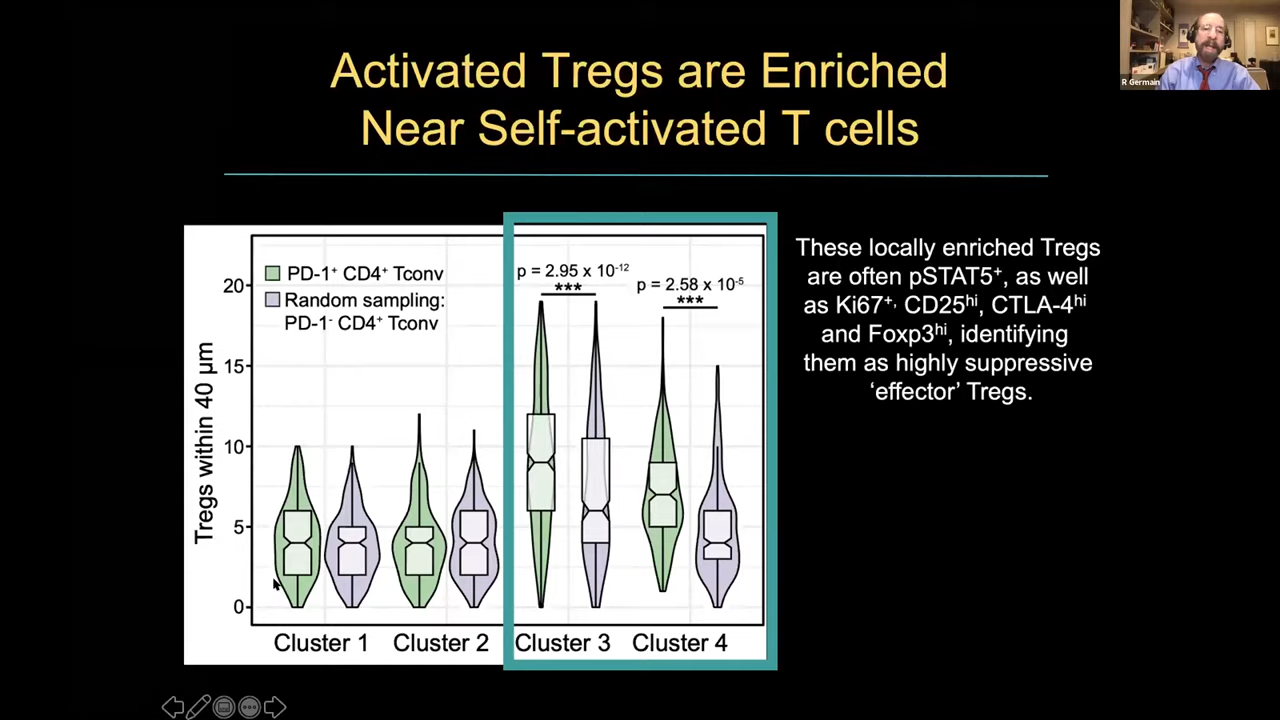 Activated Tregs are Enriched
Near Self-activated T cells
R Germain
PD-1⁺ CD4⁺ Tconv
Random sampling:
PD-1⁻ CD4⁺ Tconv
p = 2.95 x 10⁻¹²
***
p = 2.58 x 10⁻⁵
***
Tregs within 40 µm
20
15
10
5
0
Cluster 1
Cluster 2
Cluster 3
Cluster 4
These locally enriched Tregs
are often pSTAT5⁺, as well
as Ki67⁺, CD25ʰⁱ, CTLA-4ʰⁱ
and Foxp3ʰⁱ, identifying
them as highly suppressive
‘effector’ Tregs.